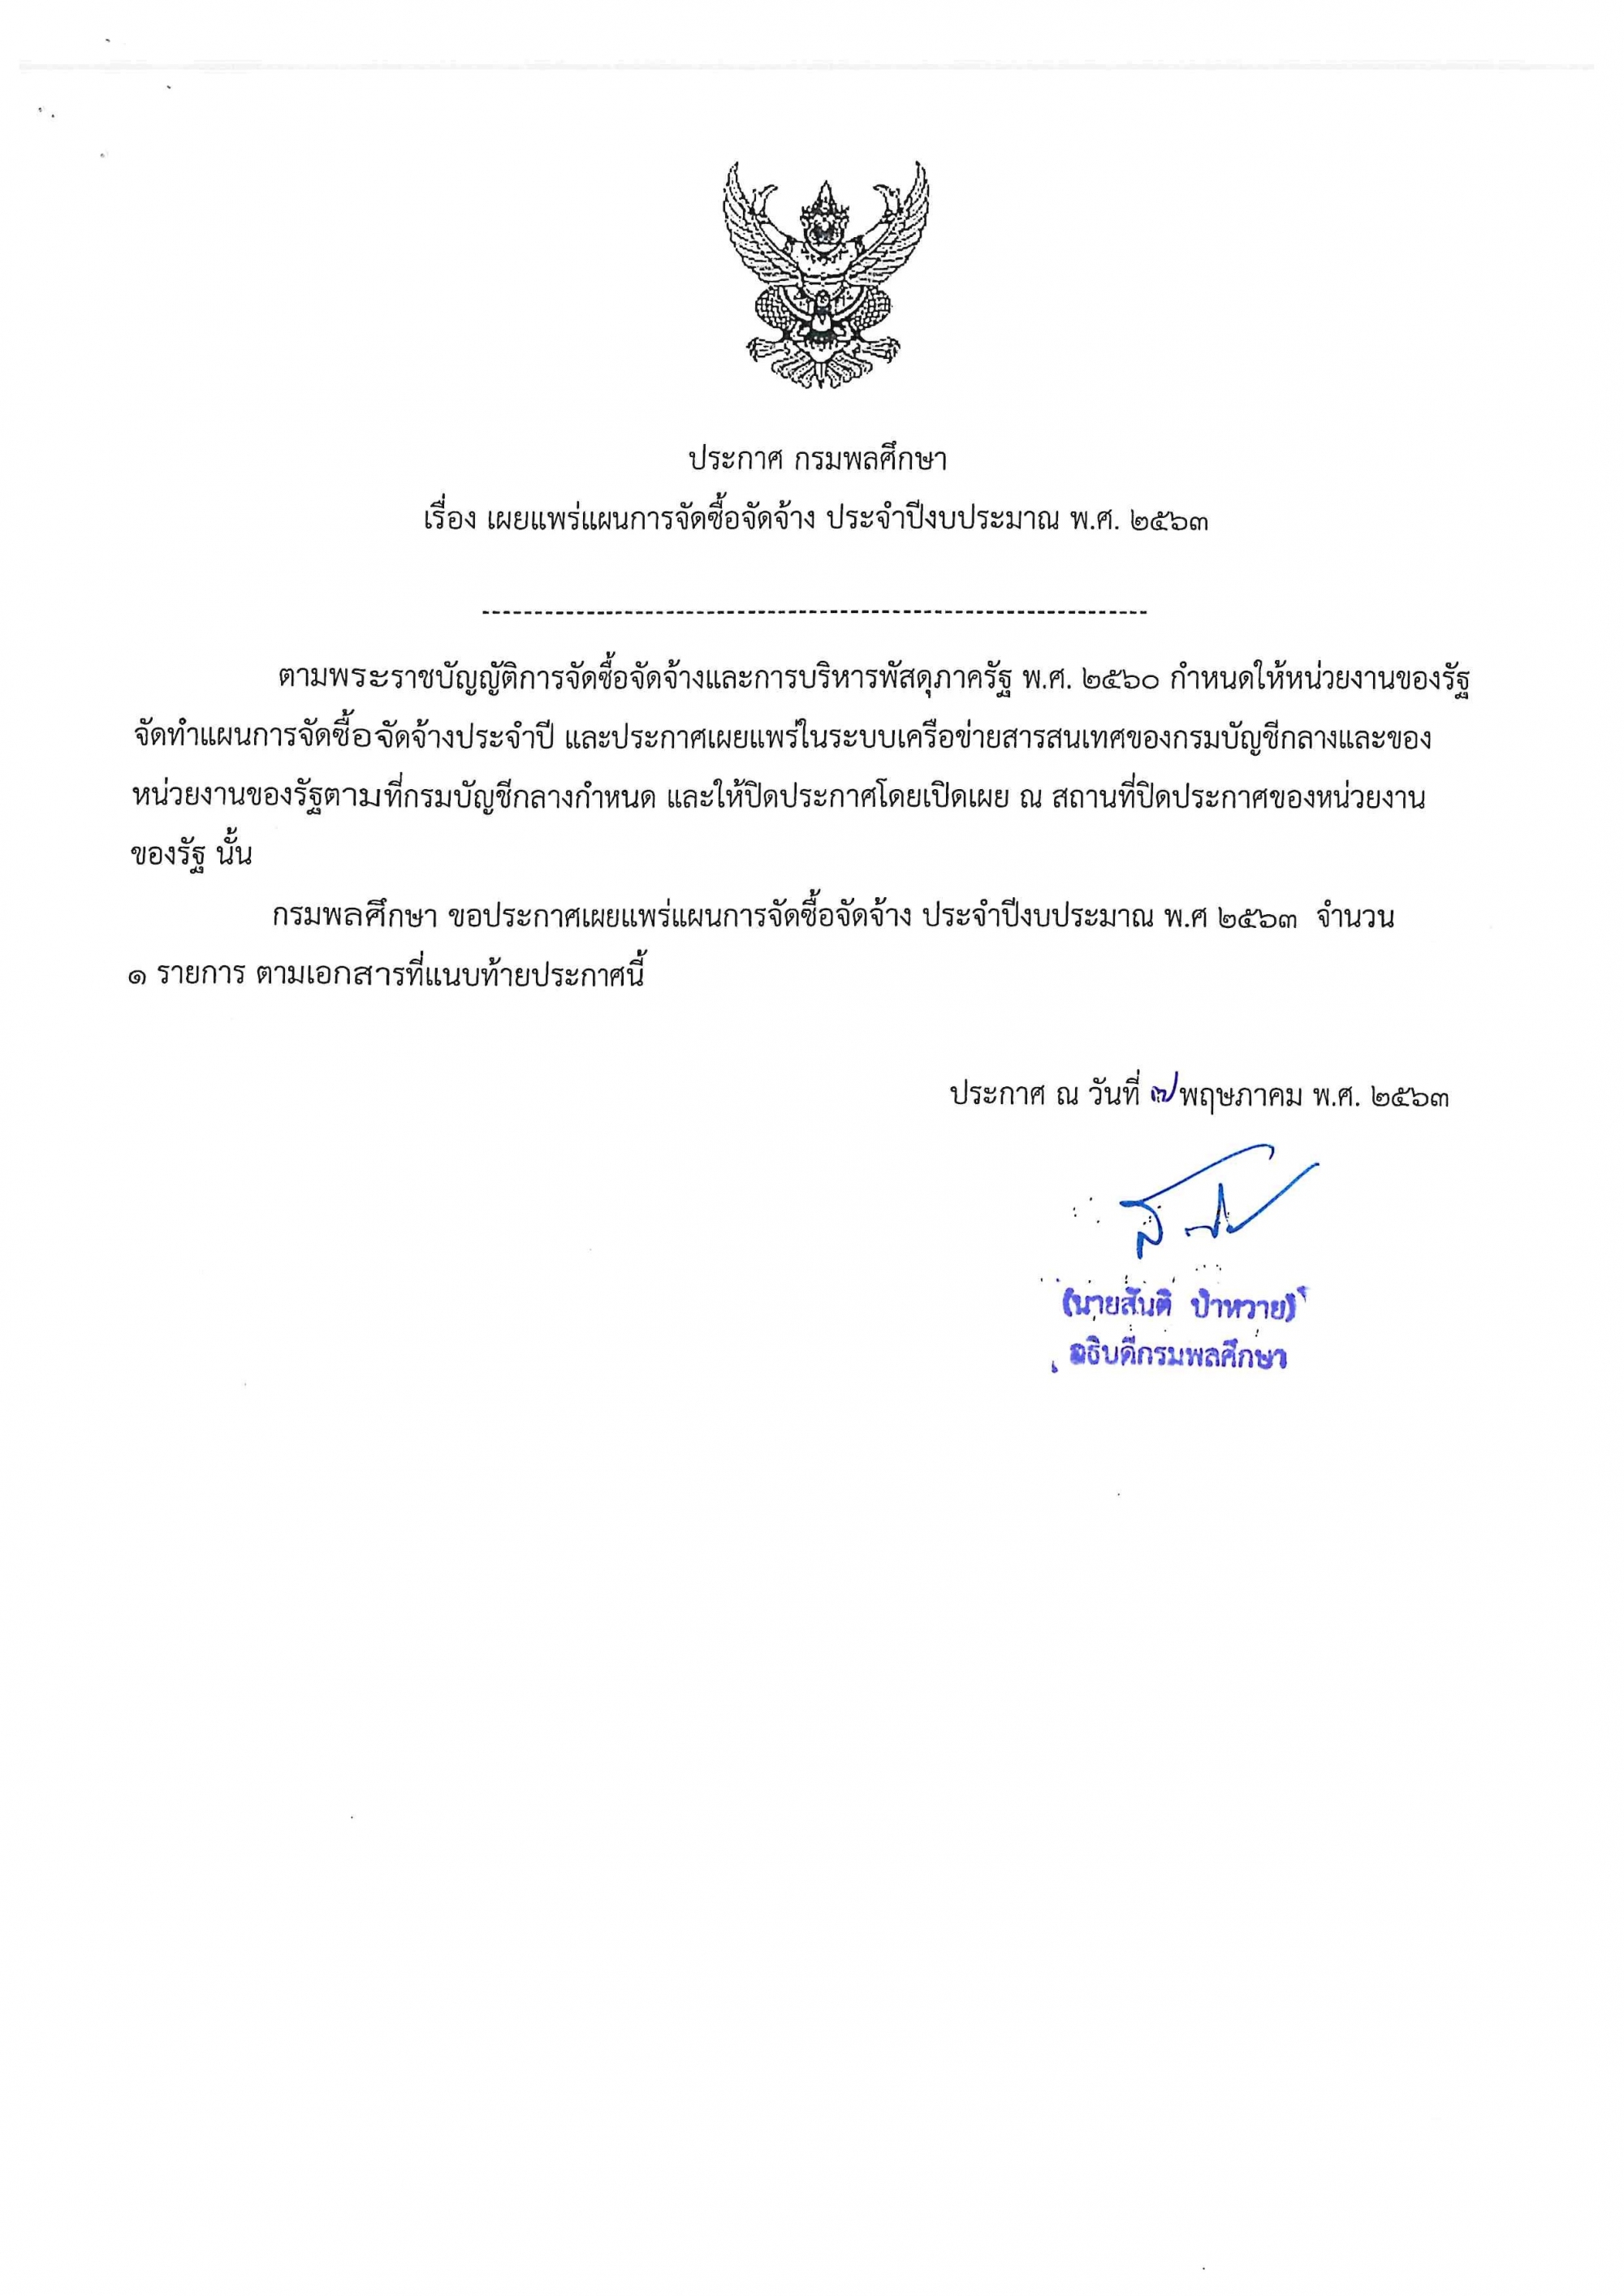 ประกาศ กรมพลศึกษา
เรื่อง เผยแพร่แผนการจัดซื้อจัดจ้าง ประจำปีงบประมาณ พ.ศ. ๒๕๖๓
ตามพระราชบัญญัติการจัดซื้อจัดจ้างและการบริหารพัสดุภาครัฐ พ.ศ. ๒๕๖๐ กำหนดให้หน่วยงานของรัฐ
จัดทำแผนการจัดซื้อจัดจ้างประจำปี และประกาศเผยแพร่ในระบบเครือข่ายสารสนเทศของกรมบัญชีกลางและของ
หน่วยงานของรัฐตามที่กรมบัญชีกลางกำหนด และให้ปิดประกาศโดยเปิดเผย ณ สถานที่ปิดประกาศของหน่วยงาน
ของรัฐ นั้น
กรมพลศึกษา ขอประกาศเผยแพร่แผนการจัดซื้อจัดจ้าง ประจำปีงบประมาณ พ.ศ ๒๕๖๓ จำนวน
๑ รายการ ตามเอกสารที่แนบท้ายประกาศนี้
ประกาศ ณ วันที่ ๗ พฤษภาคม พ.ศ. ๒๕๖๓
(นายสันติ ป่าหวาย)
อธิบดีกรมพลศึกษา